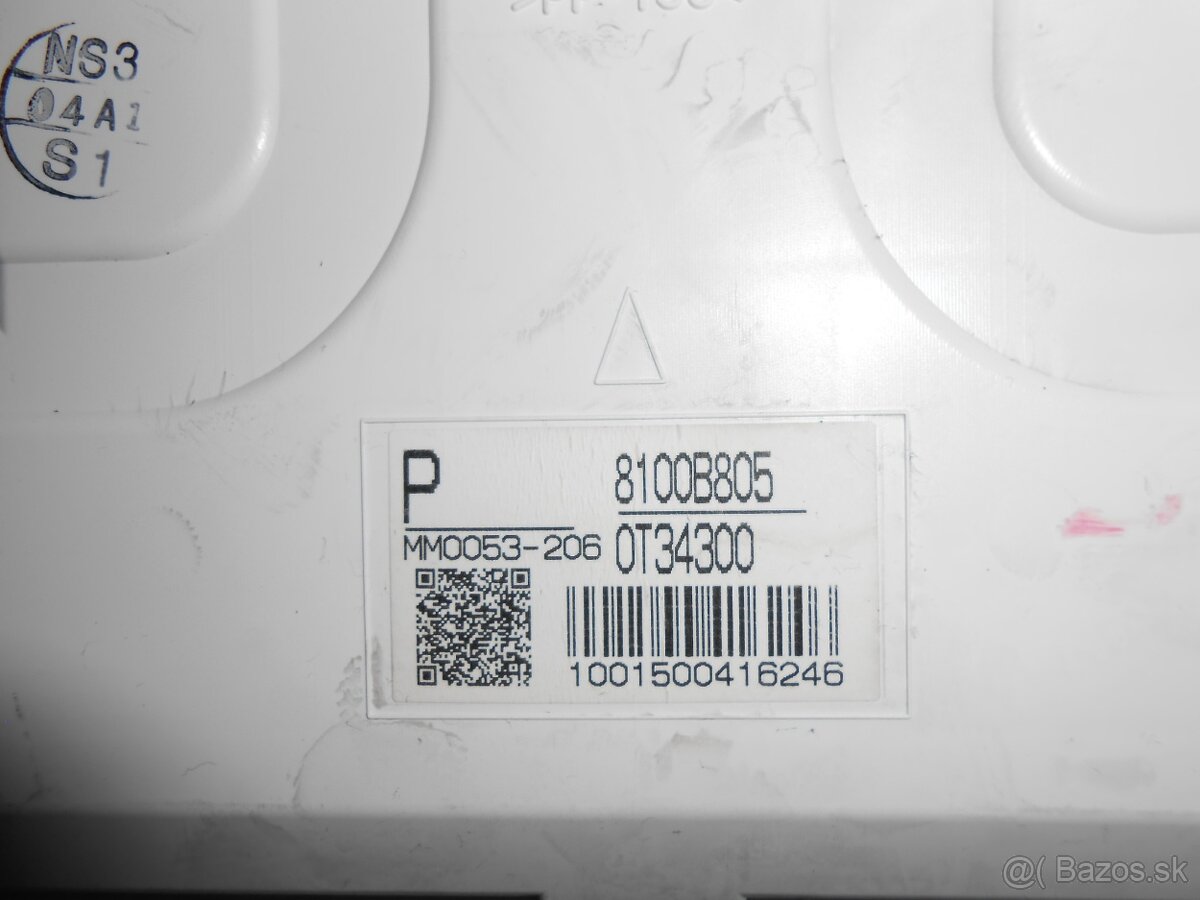 NS3
04A1
S1
P
8100B805
MM0053-206
0T34300
1001500416246
@( Bazos.sk